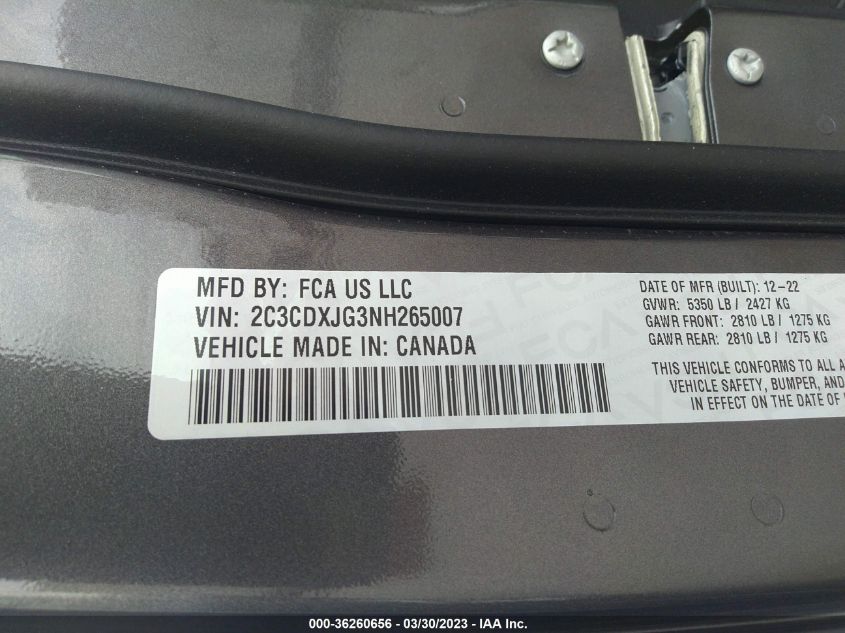 MFD BY: FCA US LLC
VIN: 2C3CDXJG3NH265007
VEHICLE MADE IN: CANADA
DATE OF MFR (BUILT): 12-22
GVWR: 5350 LB / 2427 KG
GAWR FRONT: 2810 LB / 1275 KG
GAWR REAR: 2810 LB / 1275 KG
THIS VEHICLE CONFORMS TO ALL A
VEHICLE SAFETY, BUMPER, AND
IN EFFECT ON THE DATE OF
000-36260656 - 03/30/2023 - IAA Inc.